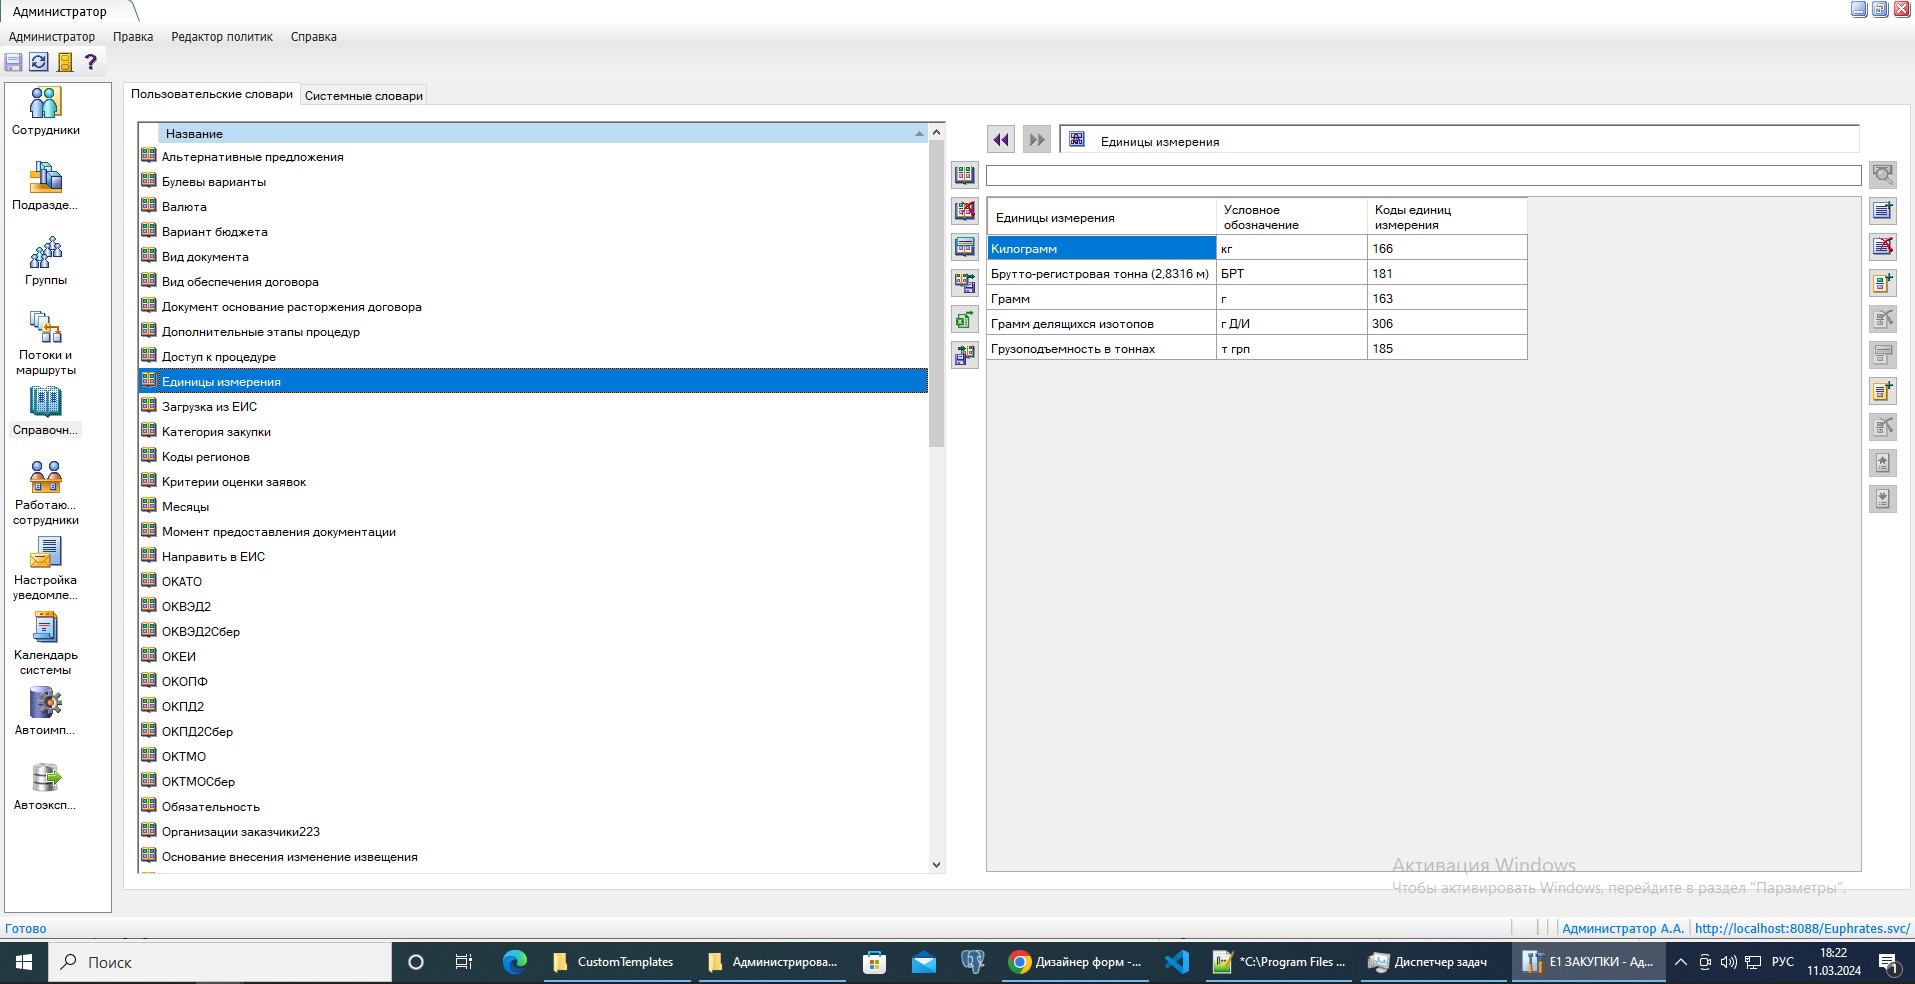 Администратор
Администратор Правка Редактор политик Справка
Сотрудники
Подразде...
Группы
Потоки и
маршруты
Справочн...
Работаю...
сотрудники
Настройка
уведомле...
Календарь
системы
Автоимп...
Автоэксп...
Пользовательские словари Системные словари
Название
Альтернативные предложения
Булевы варианты
Валюта
Вариант бюджета
Вид документа
Вид обеспечения договора
Документ основание расторжения договора
Дополнительные этапы процедур
Доступ к процедуре
Единицы измерения
Загрузка из ЕИС
Категория закупки
Коды регионов
Критерии оценки заявок
Месяцы
Момент предоставления документации
Направить в ЕИС
ОКАТО
ОКВЭД2
ОКВЭД2Сбер
ОКЕИ
ОКОПФ
ОКПД2
ОКПД2Сбер
ОКТМО
ОКТМОСбер
Обязательность
Организации заказчики223
Основание внесения изменение извещения
Единицы измерения
Единицы измерения Условное обозначение Коды единиц измерения
Килограмм кг 166
Брутто-регистровая тонна (2,8316 м) БРТ 181
Грамм г 163
Грамм делящихся изотопов г Д/И 306
Грузоподъемность в тоннах т грп 185
Активация Windows
Чтобы активировать Windows, перейдите в раздел "Параметры".
Готово Администратор А.А. http://localhost:8088/Euphrates.svc/
Поиск CustomTemplates Администрирова... Дизайнер форм -... *C:\Program Files ... Диспетчер задач Е1 ЗАКУПКИ - Ад... РУС 18:22
11.03.2024
1